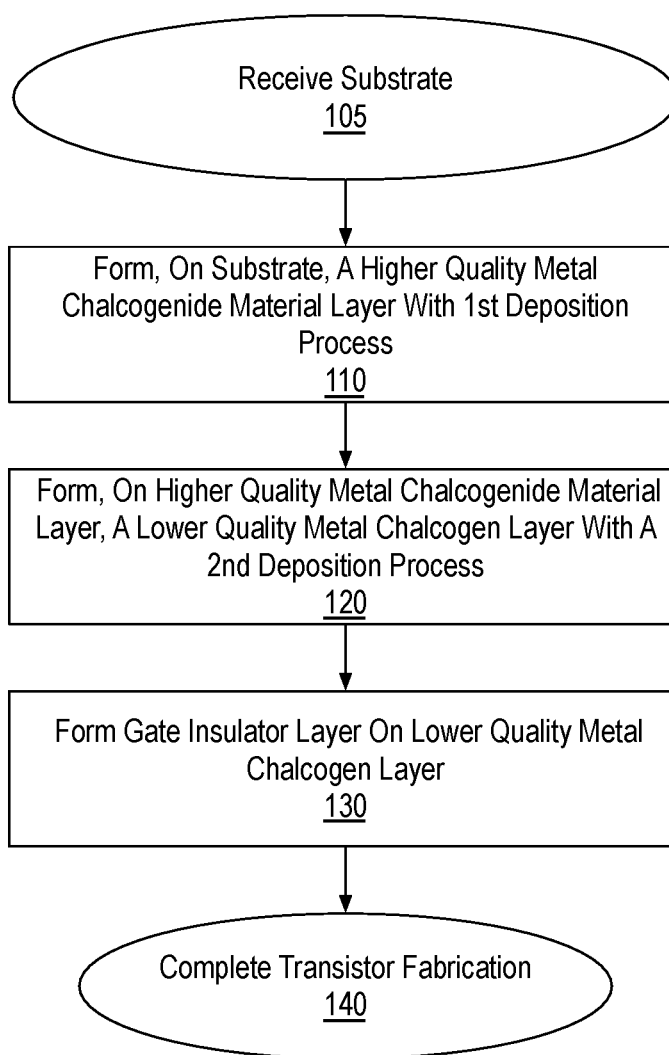 Receive Substrate
105
Form, On Substrate, A Higher Quality Metal
Chalcogenide Material Layer With 1st Deposition
Process
110
Form, On Higher Quality Metal Chalcogenide Material
Layer, A Lower Quality Metal Chalcogen Layer With A
2nd Deposition Process
120
Form Gate Insulator Layer On Lower Quality Metal
Chalcogen Layer
130
Complete Transistor Fabrication
140